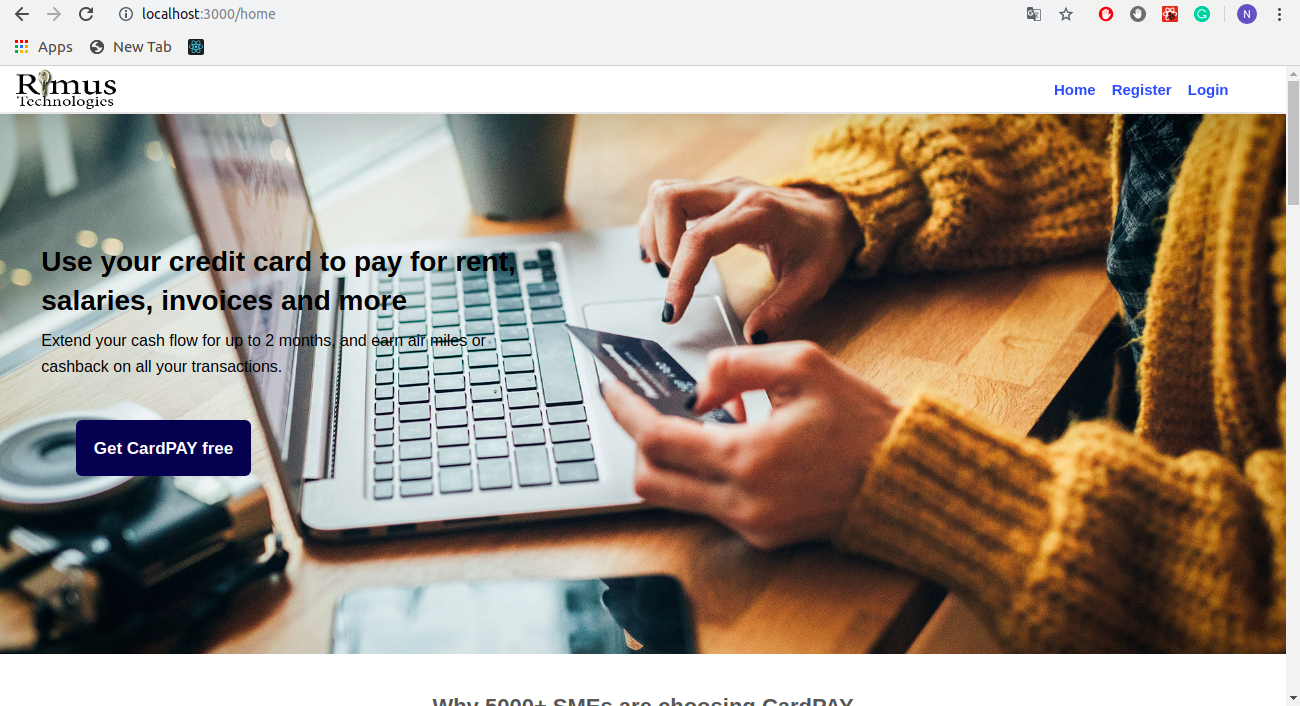 localhost:3000/home
N
Apps
New Tab
Rimus
Technologies
Home
Register
Login
Use your credit card to pay for rent,
salaries, invoices and more
Extend your cash flow for up to 2 months, and earn air miles or
cashback on all your transactions.
Get CardPAY free
Why 5000+ SMEs are choosing CardPAY